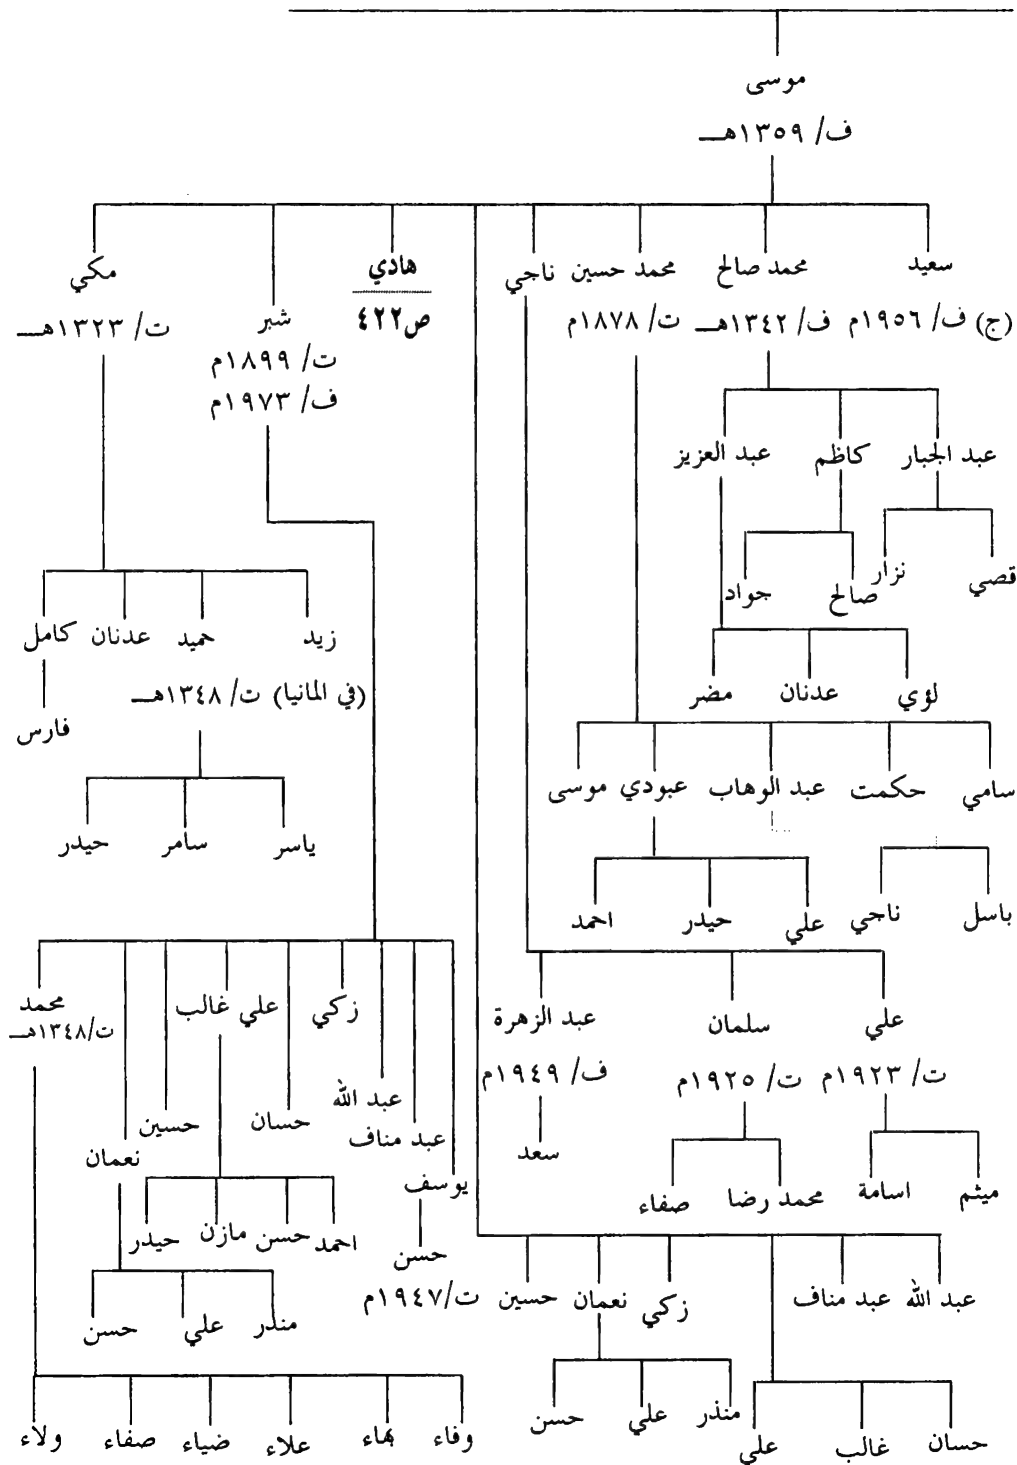 موسى
ف/ ١٣٥٩هـ
سعيد محمد صالح محمد حسين ناجي هادي شبر مكي
(ج) ف/ ١٩٥٦م ف/ ١٣٤٢هـ ت/ ١٨٧٨م ص٤٢٢ ت/ ١٨٩٩م ت/ ١٣٢٣هـ
ف/ ١٩٧٣م
عبد الجبار كاظم عبد العزيز
قصي نزار صالح جواد
زيد حميد عدنان كامل
لؤي عدنان مضر
(في المانيا) ت/ ١٣٤٨هـ
فارس
سامي حكمت عبد الوهاب عبودي موسى
ياسر سامر حيدر
باسل ناجي علي حيدر احمد
علي سلمان عبد الزهرة
زكي علي غالب محمد
ت/١٣٤٨هـ
ت/ ١٩٢٣م ت/ ١٩٢٥م ف/ ١٩٤٩م
عبد الله حسان حسين
عبد مناف نعمان
سعد
يوسف
ميثم اسامة محمد رضا صفاء
احمد حسن مازن حيدر
حسن
ت/١٩٤٧م
عبد الله عبد مناف زكي نعمان حسين
منذر علي حسن
منذر علي حسن
حسان غالب علي
وفاء بهاء علاء ضياء صفاء ولاء